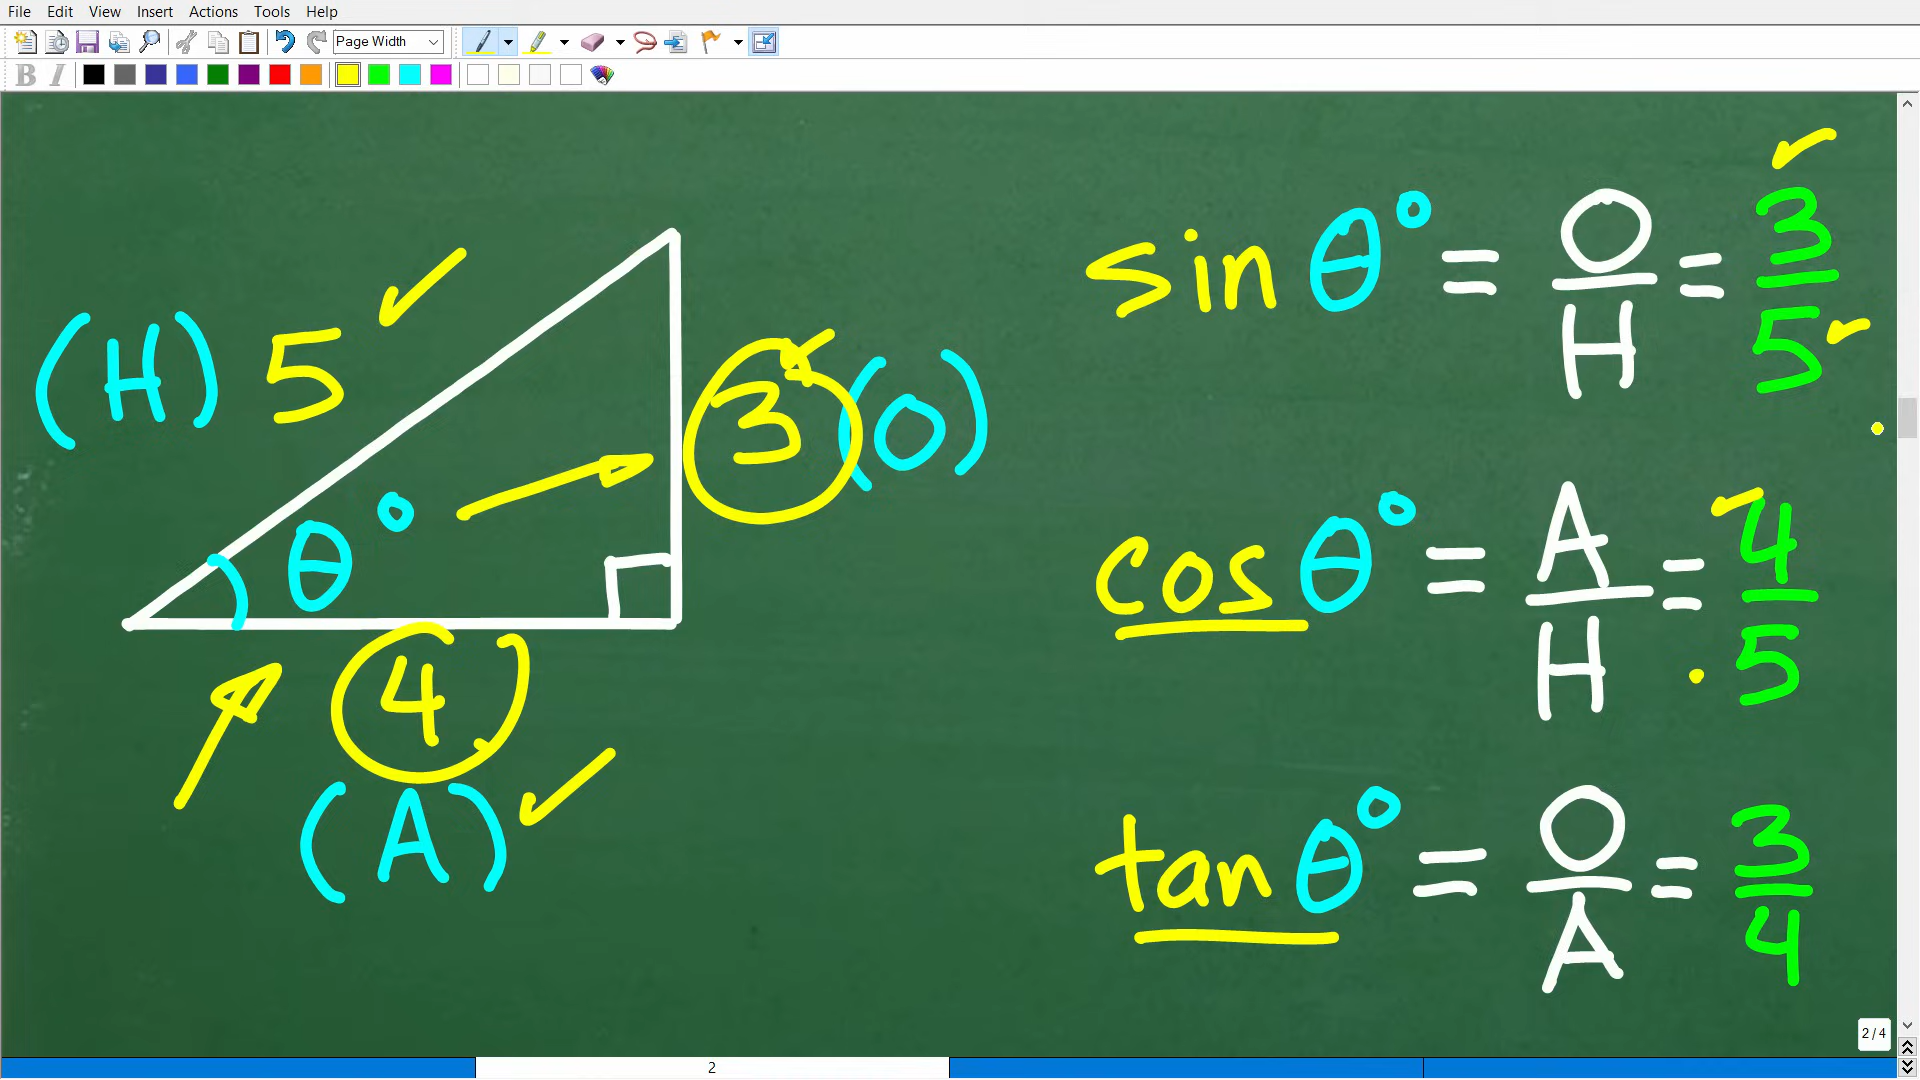 File Edit View Insert Actions Tools Help
Page Width
B I
(H) 5
3 (O)
θ°
4
(A)
sin θ° = O/H = 3/5
cos θ° = A/H = 4/5
tan θ° = O/A = 3/4
2 / 4
2